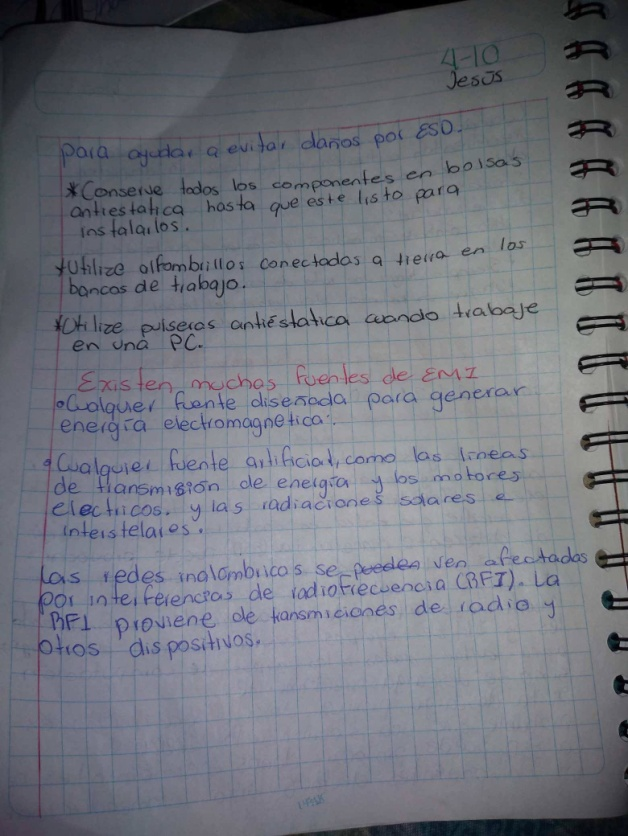 4-10
Jesús
para ayudar a evitar daños por ESD.
*Conserve todos los componentes en bolsas
antiestatica hasta que este listo para
instalarlos.
*Utilize alfombrillos conectadas a tierra en los
bancos de trabajo.
*Utilize pulseras antiéstatica cuando trabaje
en una PC.
Existen muchas fuentes de EMI
•Cualquer fuente diseñada para generar
energía electromagnetica.
•Cualquier fuente artificial, como las lineas
de transmisión de energía y los motores
electricos. y las radiaciones solares e
interstelares.
Las redes inalambricas se pueden ven afectadas
por interferencias de radiofrecuencia (RFI). La
RFI proviene de transmiciones de radio y
otros dispositivos.